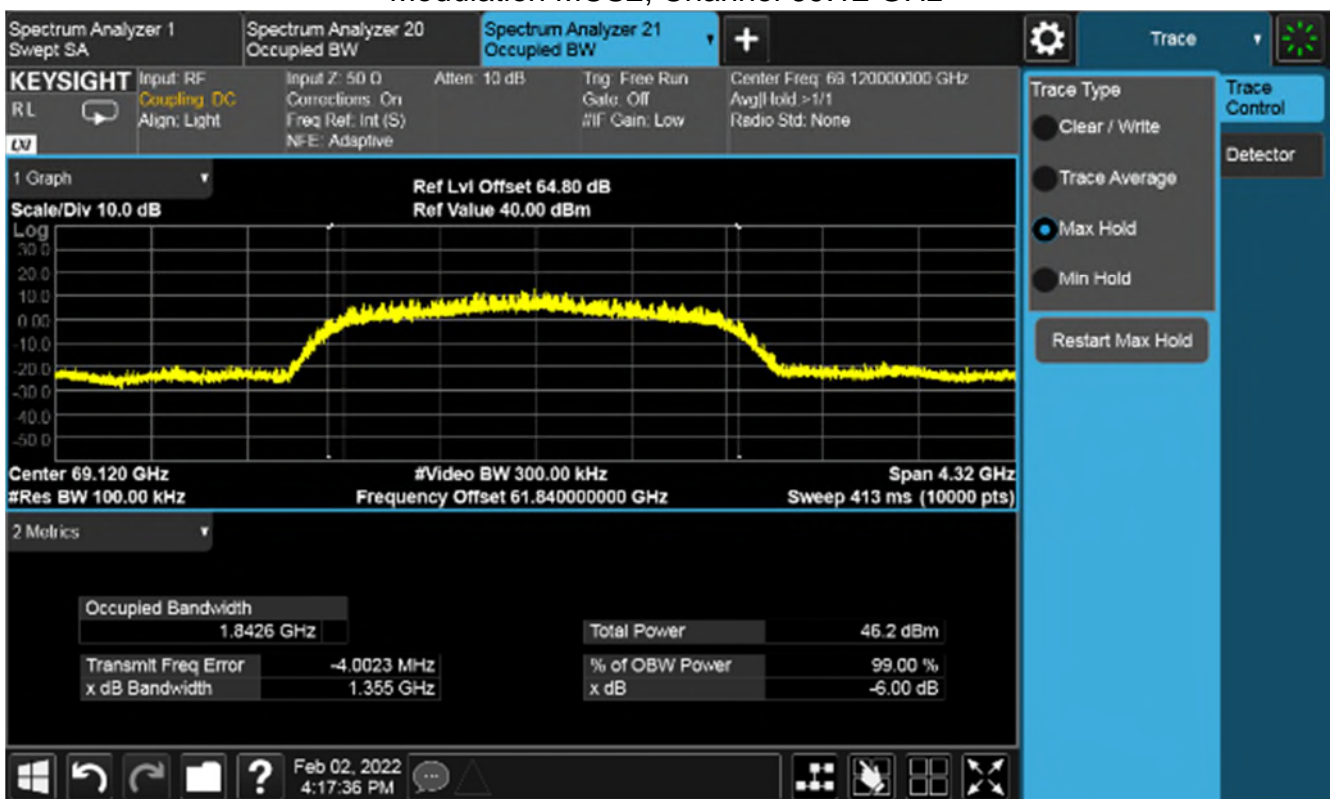 Spectrum Analyzer 1
Swept SA
Spectrum Analyzer 20
Occupied BW
Spectrum Analyzer 21
Occupied BW
Trace
KEYSIGHT
RL
LXI
Input: RF
Coupling: DC
Align: Light
Input Z: 50 Ω
Corrections: On
Freq Ref: Int (S)
NFE: Adaptive
Atten: 10 dB
Trig: Free Run
Gate: Off
#IF Gain: Low
Center Freq: 69.120000000 GHz
Avg|Hold:>1/1
Radio Std: None
Trace Type
Clear / Write
Trace Average
Max Hold
Min Hold
Restart Max Hold
Trace
Control
Detector
1 Graph
Scale/Div 10.0 dB
Ref Lvl Offset 64.80 dB
Ref Value 40.00 dBm
Log
30.0
20.0
10.0
0.00
-10.0
-20.0
-30.0
-40.0
-50.0
Center 69.120 GHz
#Video BW 300.00 kHz
Span 4.32 GHz
#Res BW 100.00 kHz
Frequency Offset 61.840000000 GHz
Sweep 413 ms (10000 pts)
2 Metrics
Occupied Bandwidth
1.8426 GHz
Total Power 46.2 dBm
Transmit Freq Error -4.0023 MHz
% of OBW Power 99.00 %
x dB Bandwidth 1.355 GHz
x dB -6.00 dB
?
Feb 02, 2022
4:17:36 PM